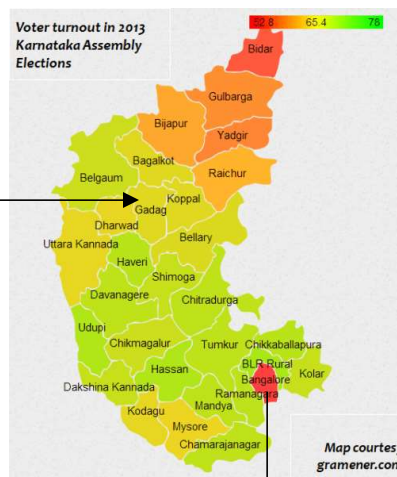 Voter turnout in 2013
Karnataka Assembly
Elections
52.8 65.4 78
Bidar
Gulbarga
Bijapur
Yadgir
Bagalkot
Raichur
Belgaum
Koppal
Gadag
Dharwad
Bellary
Uttara Kannada
Haveri
Shimoga
Davanagere
Chitradurga
Udupi
Chikmagalur
Tumkur Chikkaballapura
Hassan
BLR Rural
Kolar
Bangalore
Dakshina Kannada
Ramanagara
Mandya
Kodagu
Mysore
Chamarajanagar
Map courtes
gramener.con